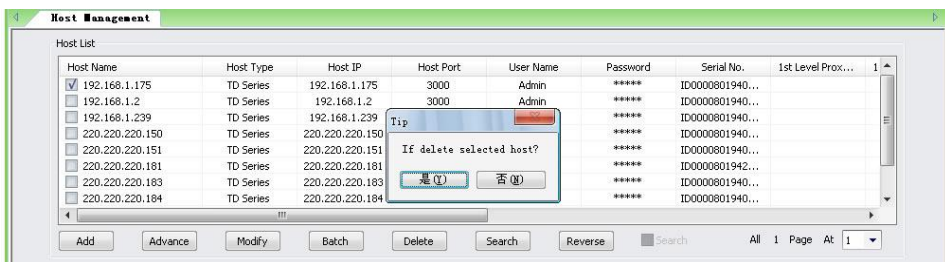 Host Management
Host List
Host Name Host Type Host IP Host Port User Name Password Serial No. 1st Level Prox... 1
192.168.1.175 TD Series 192.168.1.175 3000 Admin ***** ID0000801940...
192.168.1.2 TD Series 192.168.1.2 3000 Admin ***** ID0000801940...
192.168.1.239 TD Series 192.168.1.239 ***** ID0000801940...
220.220.220.150 TD Series 220.220.220.150 ***** ID0000801940...
220.220.220.151 TD Series 220.220.220.151 ***** ID0000801940...
220.220.220.181 TD Series 220.220.220.181 ***** ID0000801942...
220.220.220.183 TD Series 220.220.220.183 ***** ID0000801940...
220.220.220.184 TD Series 220.220.220.184 ***** ID0000801940...
Tip
If delete selected host?
是(Y) 否(N)
Add Advance Modify Batch Delete Search Reverse Search All 1 Page At 1